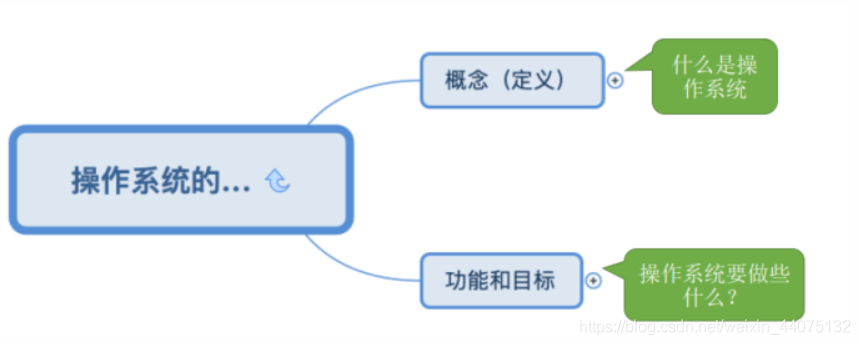 概念（定义）
什么是操
作系统
操作系统的...
功能和目标
操作系统要做些
什么？
https://blog.csdn.net/weixin_44075132